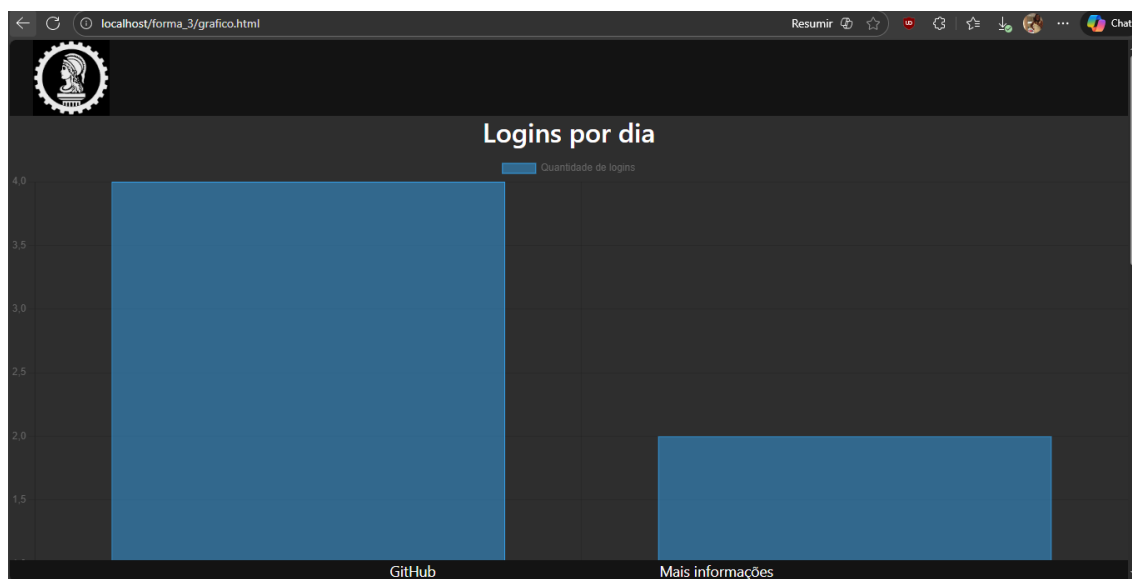 localhost/forma_3/grafico.html
Resumir
Chat
Logins por dia
Quantidade de logins
4,0
3,5
3,0
2,5
2,0
1,5
GitHub Mais informações